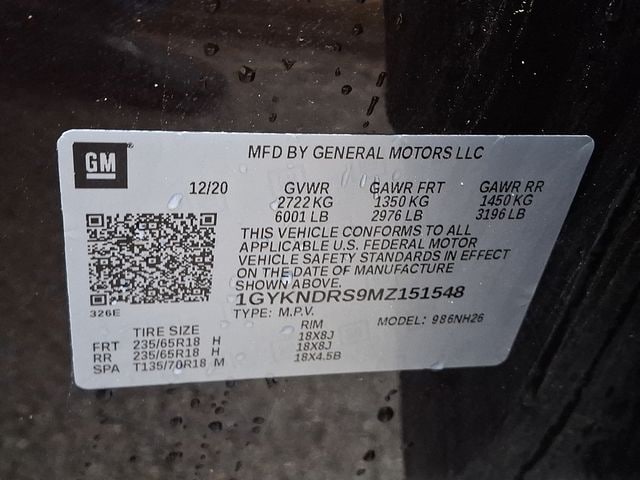 GM
MFD BY GENERAL MOTORS LLC
12/20 GVWR GAWR FRT GAWR RR
2722 KG 1350 KG 1450 KG
6001 LB 2976 LB 3196 LB
THIS VEHICLE CONFORMS TO ALL
APPLICABLE U.S. FEDERAL MOTOR
VEHICLE SAFETY STANDARDS IN EFFECT
ON THE DATE OF MANUFACTURE
SHOWN ABOVE.
1GYKNDRS9MZ151548
326E
TYPE: M.P.V. MODEL: 986NH26
TIRE SIZE RIM
FRT 235/65R18 H 18X8J
RR 235/65R18 H 18X8J
SPA T135/70R18 M 18X4.5B